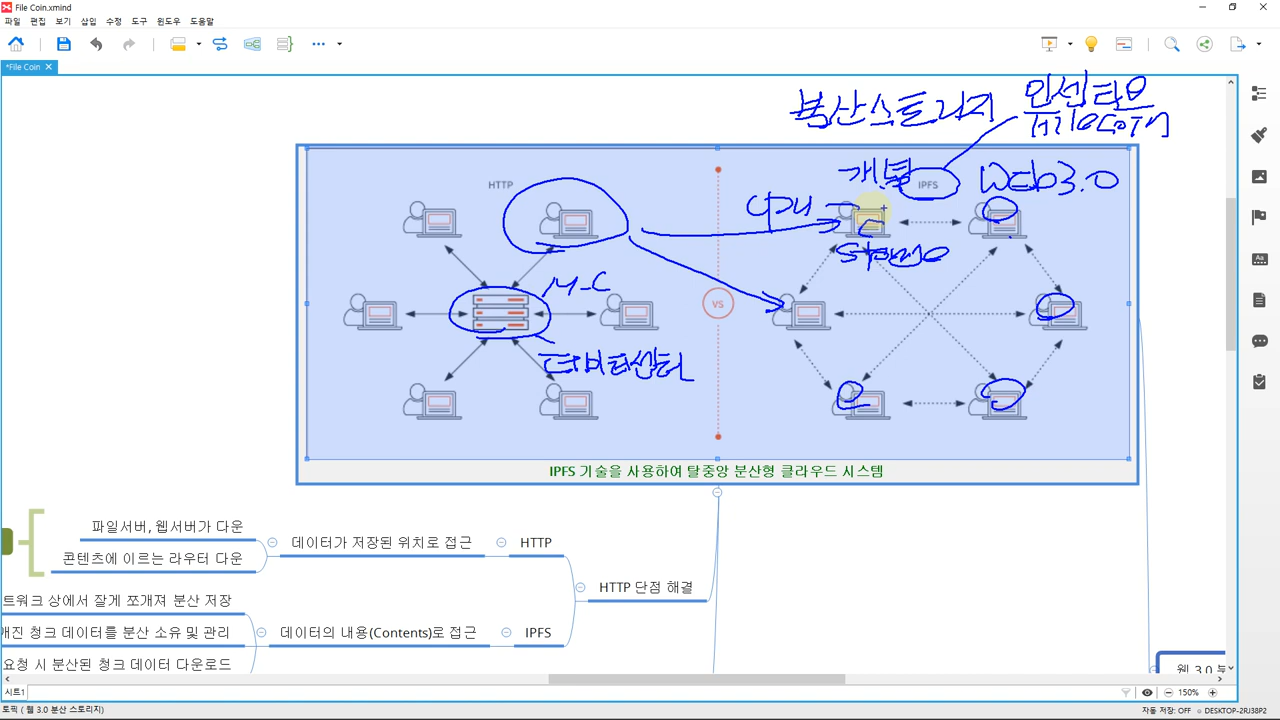 File Coin.xmind
파일 편집 보기 삽입 수정 도구 윈도우 도움말
*File Coin
분산스토리지 인센티브
Filecoin
HTTP
개인 IPFS Web3.0
CPU
Storage
M-C
VS
데이터센터
IPFS 기술을 사용하여 탈중앙 분산형 클라우드 시스템
파일서버, 웹서버가 다운
콘텐츠에 이르는 라우터 다운
데이터가 저장된 위치로 접근
HTTP
HTTP 단점 해결
트워크 상에서 잘게 쪼개져 분산 저장
개진 청크 데이터를 분산 소유 및 관리
요청 시 분산된 청크 데이터 다운로드
데이터의 내용(Contents)로 접근
IPFS
웹 3.0 분
시트1
150%
토픽 ( 웹 3.0 분산 스토리지)
자동 저장: OFF
DESKTOP-2RJ38P2